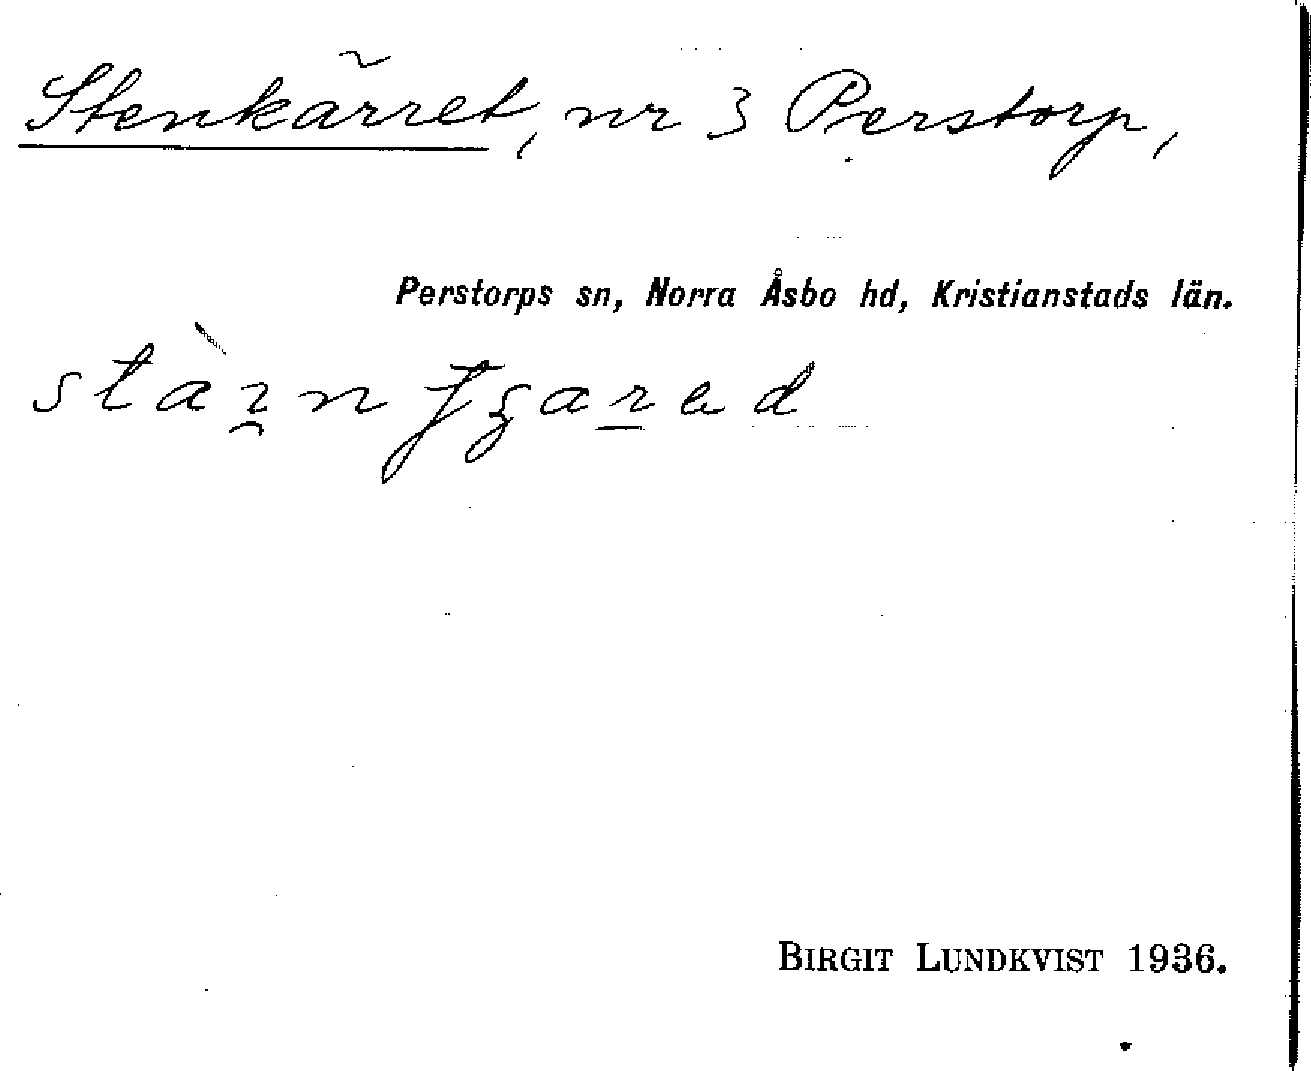 Stenkärret, nr 3 Perstorp,
Perstorps sn, Norra Åsbo hd, Kristianstads län.
BIRGIT LUNDKVIST 1936.